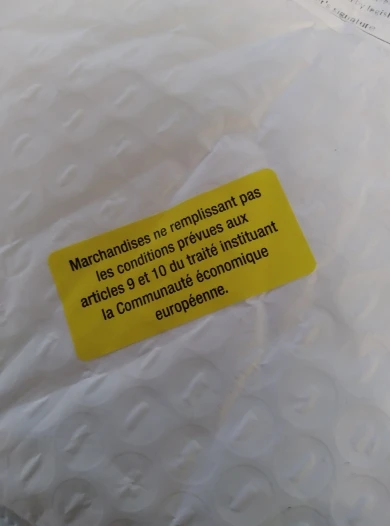 Marchandises ne remplissant pas
les conditions prévues aux
articles 9 et 10 du traité instituant
la Communauté économique
européenne.